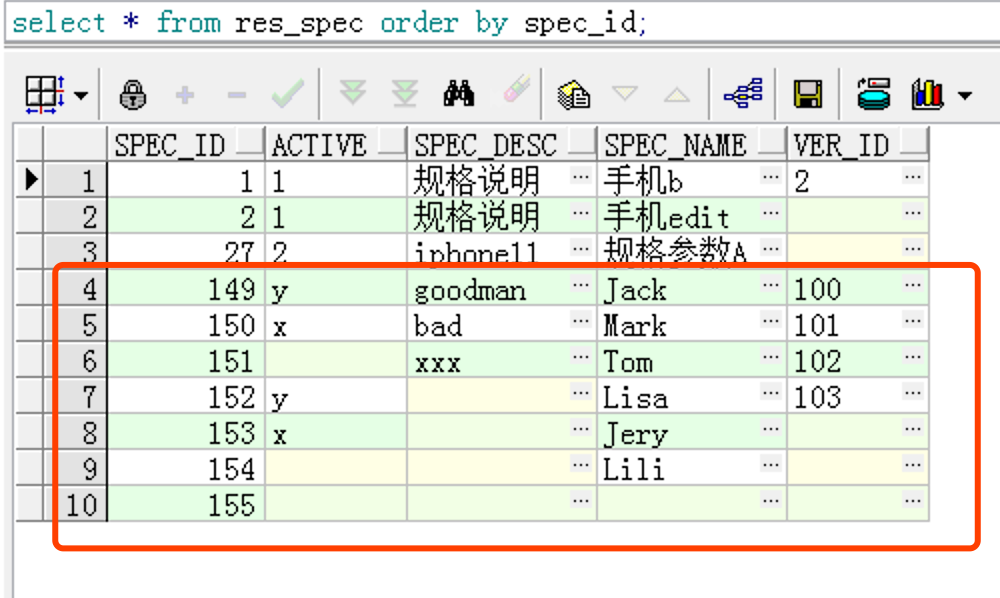 select * from res_spec order by spec_id;
SPEC_ID ACTIVE SPEC_DESC SPEC_NAME VER_ID
1 1 1 规格说明 ... 手机b ... 2 ...
2 2 1 规格说明 ... 手机edit ... ...
3 27 2 iphone11 ... 规格参数A ... ...
4 149 y goodman ... Jack ... 100 ...
5 150 x bad ... Mark ... 101 ...
6 151 xxx ... Tom ... 102 ...
7 152 y ... Lisa ... 103 ...
8 153 x ... Jery ... ...
9 154 ... Lili ... ...
10 155 ... ... ...